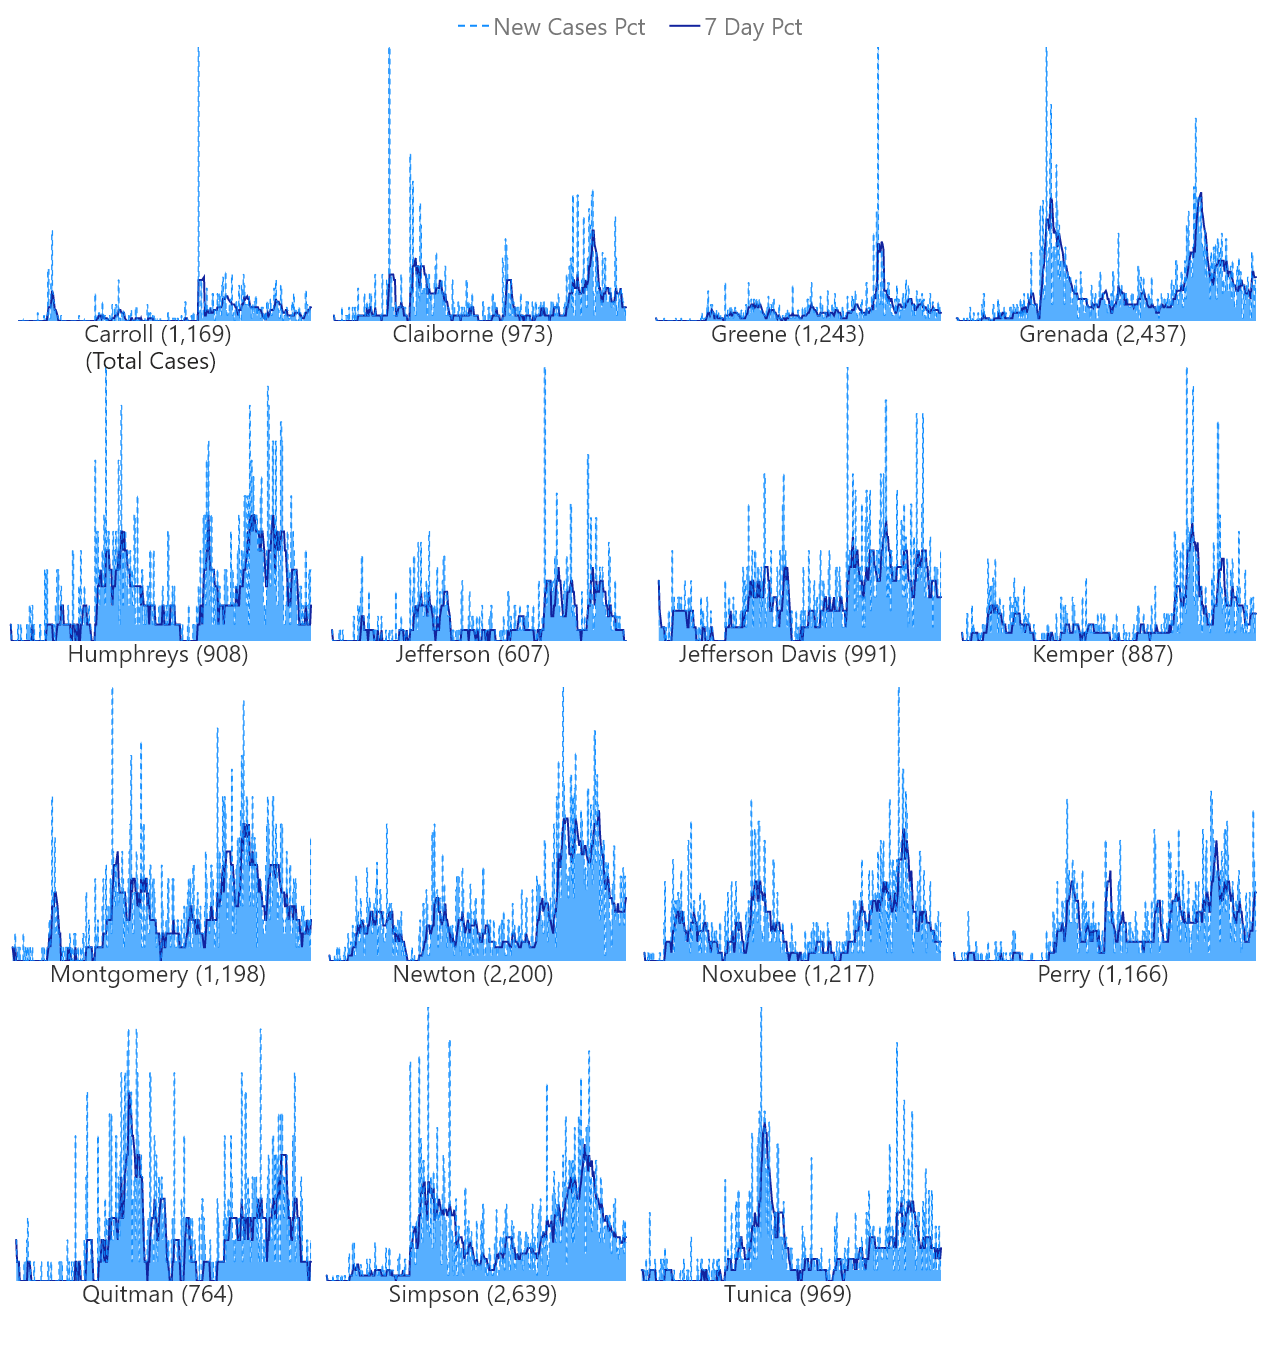 New Cases Pct 7 Day Pct
Carroll (1,169) Claiborne (973) Greene (1,243) Grenada (2,437)
(Total Cases)
Humphreys (908) Jefferson (607) Jefferson Davis (991) Kemper (887)
Montgomery (1,198) Newton (2,200) Noxubee (1,217) Perry (1,166)
Quitman (764) Simpson (2,639) Tunica (969)